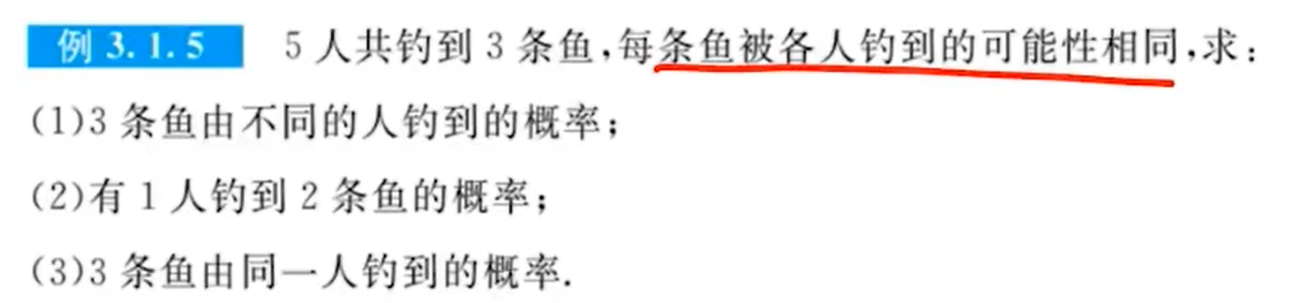 例 3.1.5 5 人共钓到 3 条鱼,每条鱼被各人钓到的可能性相同,求:
(1)3 条鱼由不同的人钓到的概率;
(2)有 1 人钓到 2 条鱼的概率;
(3)3 条鱼由同一人钓到的概率.